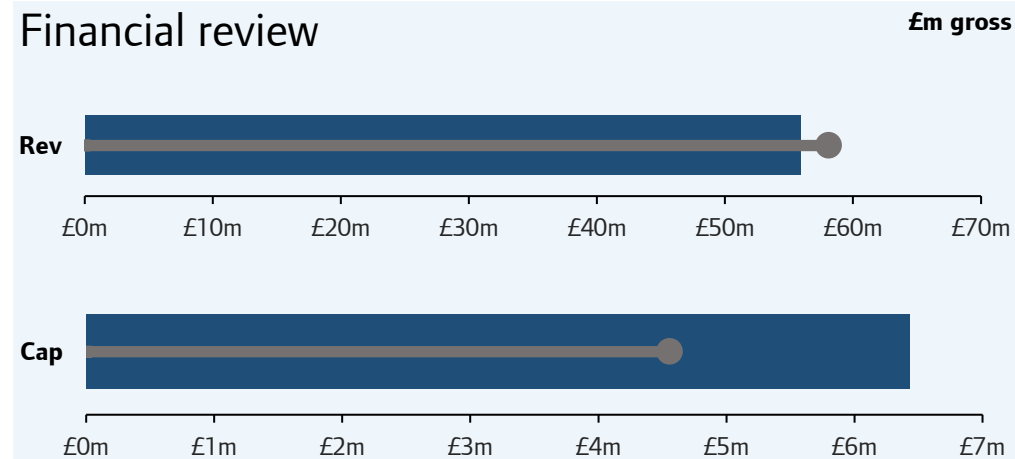 Financial review
£m gross
Rev
£0m £10m £20m £30m £40m £50m £60m £70m
Cap
£0m £1m £2m £3m £4m £5m £6m £7m